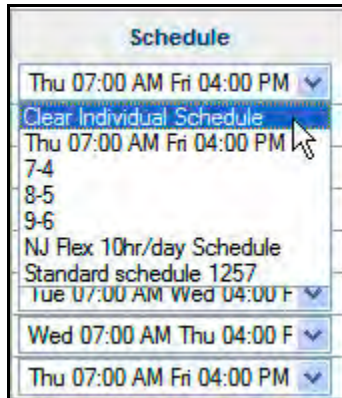 Schedule
Thu 07:00 AM Fri 04:00 PM
Clear Individual Schedule
Thu 07:00 AM Fri 04:00 PM
7-4
8-5
9-6
NJ Flex 10hr/day Schedule
Standard schedule 1257
Tue 07:00 AM Wed 04:00 F
Wed 07:00 AM Thu 04:00 F
Thu 07:00 AM Fri 04:00 PM